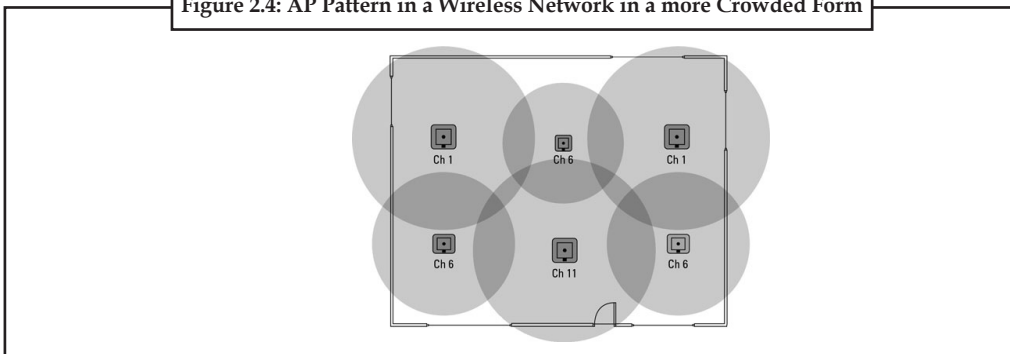 Figure 2.4: AP Pattern in a Wireless Network in a more Crowded Form
Ch 1
Ch 6
Ch 1
Ch 6
Ch 11
Ch 6